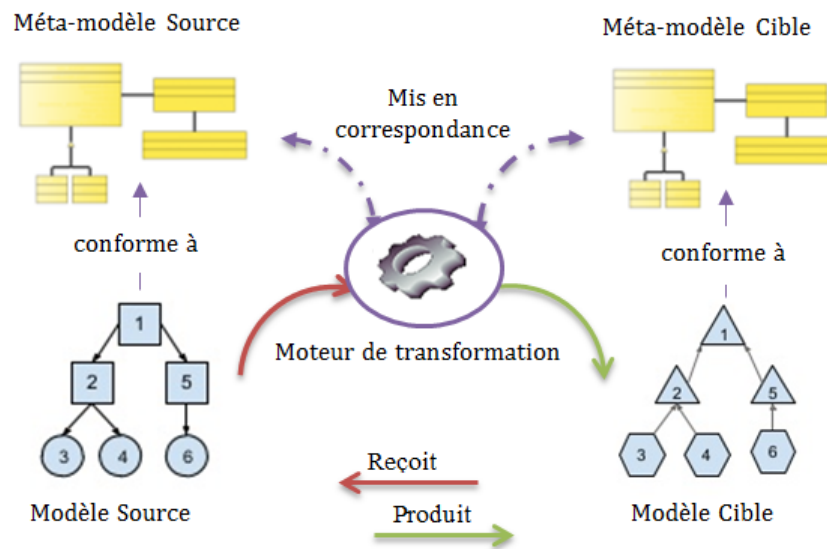 Méta-modèle Source
Méta-modèle Cible
Mis en
correspondance
conforme à
conforme à
Moteur de transformation
1
2
5
3
4
6
1
2
5
3
4
6
Reçoit
Modèle Source
Produit
Modèle Cible